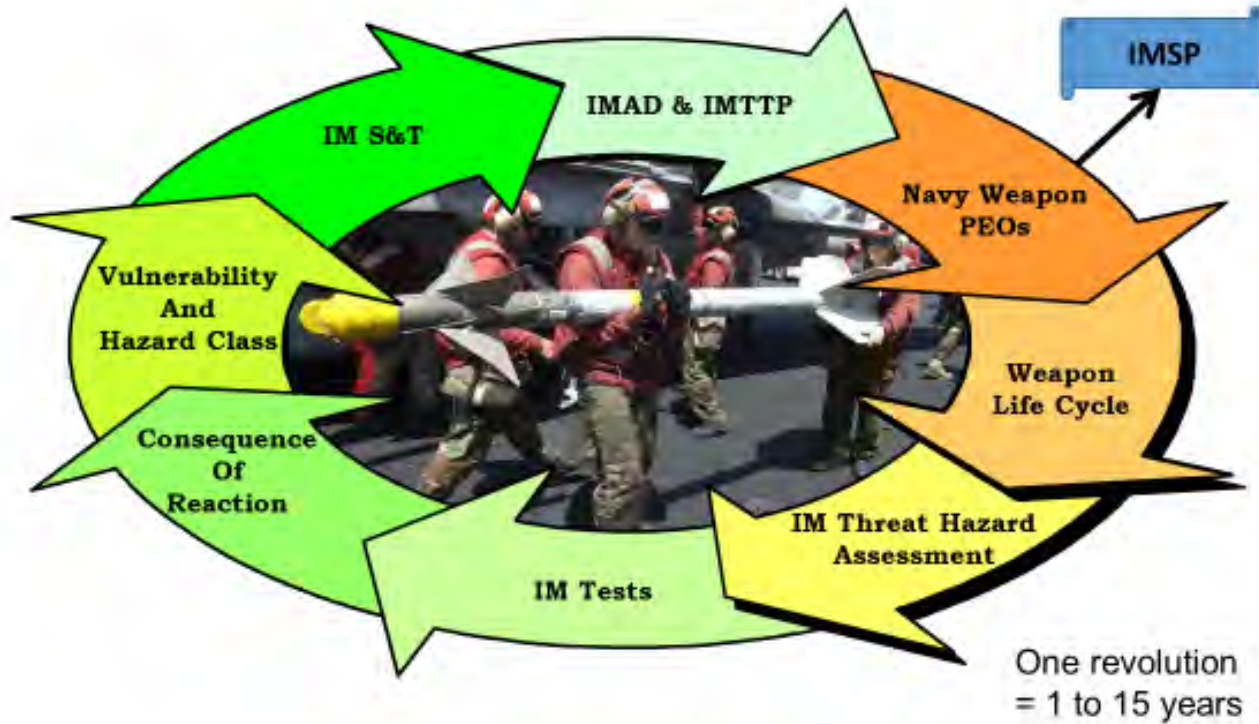 IMSP
IMAD & IMTTP
IM S&T
Navy Weapon
PEOs
Weapon
Life Cycle
IM Threat Hazard
Assessment
IM Tests
Consequence
Of
Reaction
Vulnerability
And
Hazard Class
One revolution
= 1 to 15 years